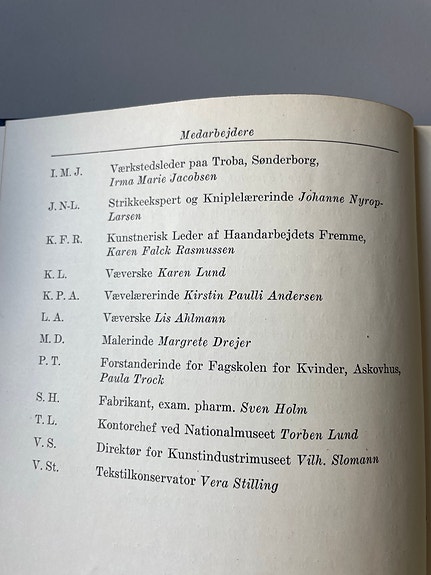 Medarbejdere
I. M. J. Værkstedsleder paa Troba, Sønderborg,
Irma Marie Jacobsen
J. N-L. Strikkeekspert og Kniplelærerinde Johanne Nyrop-
Larsen
K. F. R. Kunstnerisk Leder af Haandarbejdets Fremme,
Karen Falck Rasmussen
K. L. Væverske Karen Lund
K. P. A. Vævelærerinde Kirstin Paulli Andersen
L. A. Væverske Lis Ahlmann
M. D. Malerinde Margrete Drejer
P. T. Forstanderinde for Fagskolen for Kvinder, Askovhus,
Paula Trock
S. H. Fabrikant, exam. pharm. Sven Holm
T. L. Kontorchef ved Nationalmuseet Torben Lund
V. S. Direktør for Kunstindustrimuseet Vilh. Slomann
V. St. Tekstilkonservator Vera Stilling